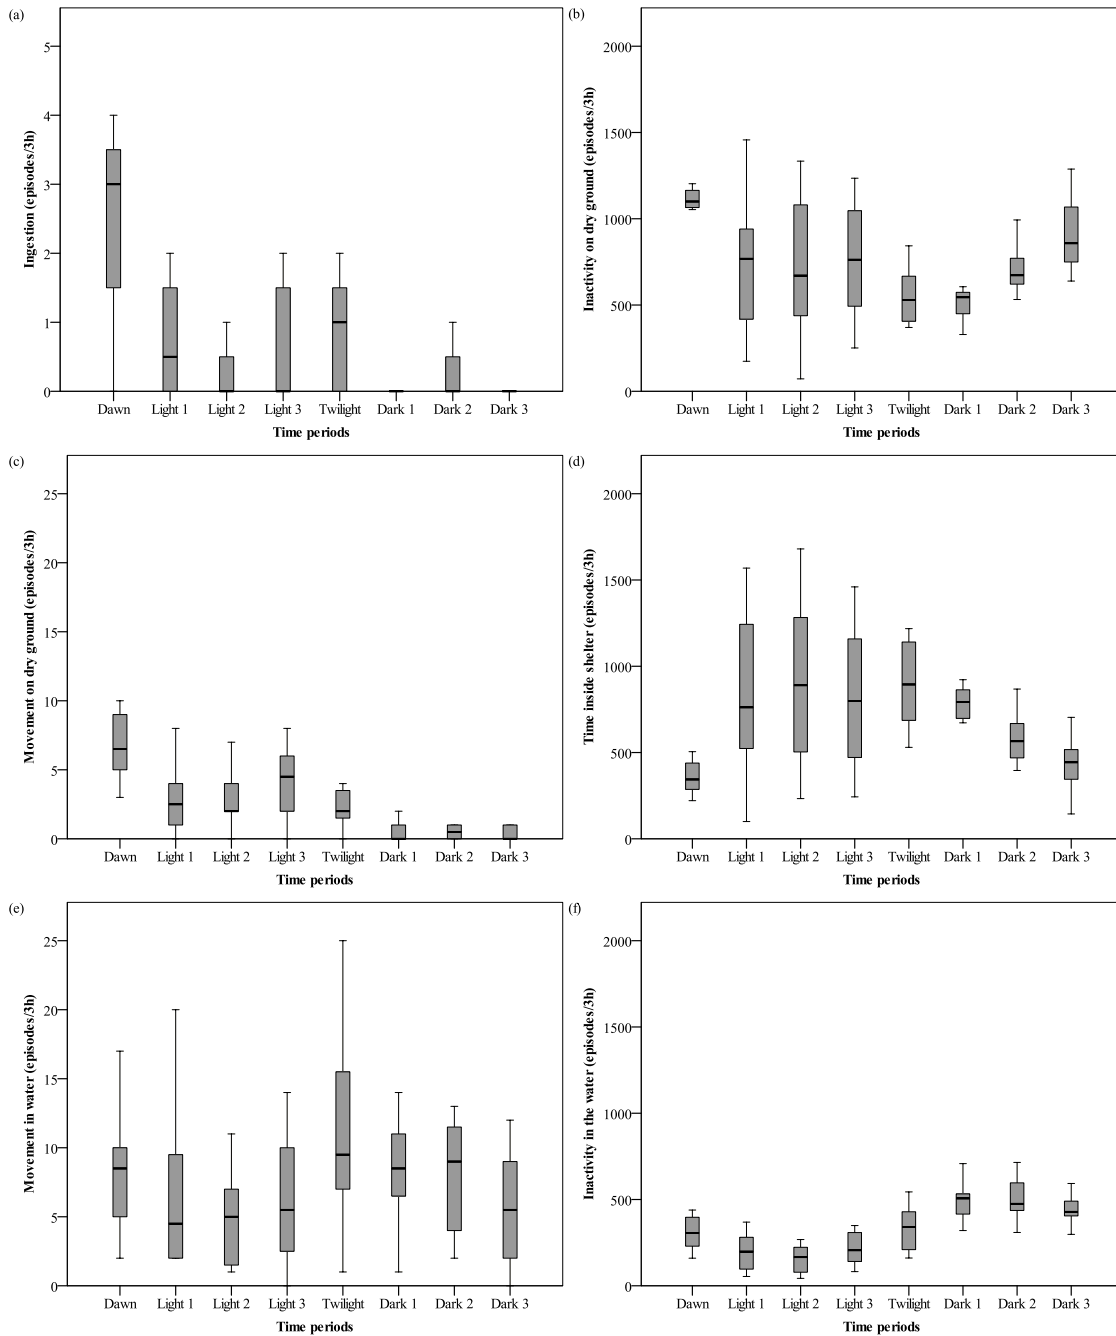 (a)
Ingestion (episodes/3h)
5
4
3
2
1
0
Dawn Light 1 Light 2 Light 3 Twilight Dark 1 Dark 2 Dark 3
Time periods
(b)
Inactivity on dry ground (episodes/3h)
2000
1500
1000
500
0
Dawn Light 1 Light 2 Light 3 Twilight Dark 1 Dark 2 Dark 3
Time periods
(c)
Movement on dry ground (episodes/3h)
25
20
15
10
5
0
Dawn Light 1 Light 2 Light 3 Twilight Dark 1 Dark 2 Dark 3
Time periods
(d)
Time inside shelter (episodes/3h)
2000
1500
1000
500
0
Dawn Light 1 Light 2 Light 3 Twilight Dark 1 Dark 2 Dark 3
Time periods
(e)
Movement in water (episodes/3h)
25
20
15
10
5
0
Dawn Light 1 Light 2 Light 3 Twilight Dark 1 Dark 2 Dark 3
Time periods
(f)
Inactivity in the water (episodes/3h)
2000
1500
1000
500
0
Dawn Light 1 Light 2 Light 3 Twilight Dark 1 Dark 2 Dark 3
Time periods